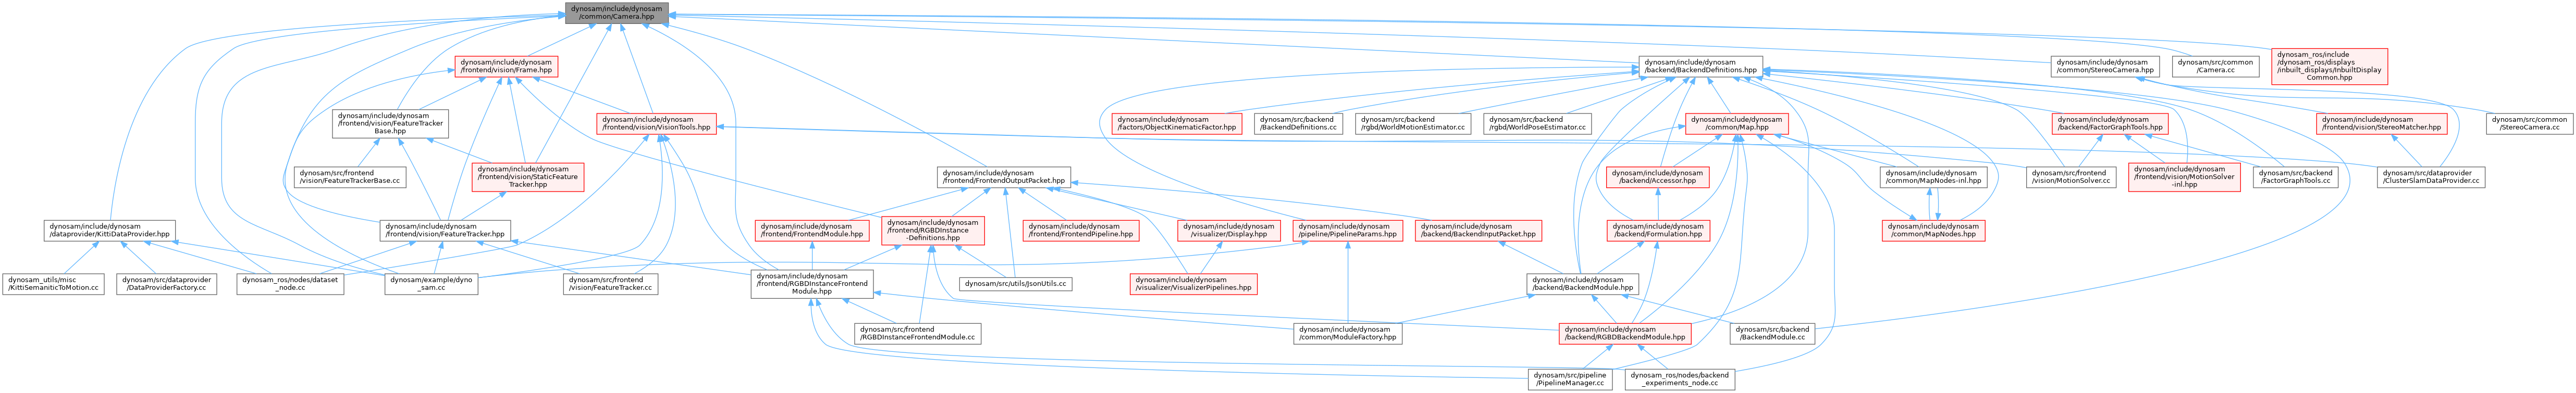 dynosam/include/dynosam
/common/Camera.hpp
dynosam/include/dynosam
/frontend/vision/Frame.hpp
dynosam/include/dynosam
/backend/BackendDefinitions.hpp
dynosam/include/dynosam
/common/StereoCamera.hpp
dynosam/src/common
/Camera.cc
dynosam_ros/include
/dynosam_ros/displays
/inbuilt_displays/InbuiltDisplay
Common.hpp
dynosam/include/dynosam
/frontend/vision/FeatureTracker
Base.hpp
dynosam/include/dynosam
/frontend/vision/VisionTools.hpp
dynosam/include/dynosam
/factors/ObjectKinematicFactor.hpp
dynosam/src/backend
/BackendDefinitions.cc
dynosam/src/backend
/rgbd/WorldMotionEstimator.cc
dynosam/src/backend
/rgbd/WorldPoseEstimator.cc
dynosam/include/dynosam
/common/Map.hpp
dynosam/include/dynosam
/backend/FactorGraphTools.hpp
dynosam/include/dynosam
/frontend/vision/StereoMatcher.hpp
dynosam/src/common
/StereoCamera.cc
dynosam/src/frontend
/vision/FeatureTrackerBase.cc
dynosam/include/dynosam
/frontend/vision/StaticFeature
Tracker.hpp
dynosam/include/dynosam
/frontend/FrontendOutputPacket.hpp
dynosam/include/dynosam
/backend/Accessor.hpp
dynosam/include/dynosam
/common/MapNodes-inl.hpp
dynosam/src/frontend
/vision/MotionSolver.cc
dynosam/include/dynosam
/frontend/vision/MotionSolver
-inl.hpp
dynosam/src/backend
/FactorGraphTools.cc
dynosam/src/dataprovider
/ClusterSlamDataProvider.cc
dynosam/include/dynosam
/dataprovider/KittiDataProvider.hpp
dynosam/include/dynosam
/frontend/vision/FeatureTracker.hpp
dynosam/include/dynosam
/frontend/FrontendModule.hpp
dynosam/include/dynosam
/frontend/RGBDInstance
-Definitions.hpp
dynosam/include/dynosam
/frontend/FrontendPipeline.hpp
dynosam/include/dynosam
/visualizer/Display.hpp
dynosam/include/dynosam
/pipeline/PipelineParams.hpp
dynosam/include/dynosam
/backend/BackendInputPacket.hpp
dynosam/include/dynosam
/backend/Formulation.hpp
dynosam/include/dynosam
/common/MapNodes.hpp
dynosam_utils/misc
/KittiSemaniticToMotion.cc
dynosam/src/dataprovider
/DataProviderFactory.cc
dynosam_ros/nodes/dataset
_node.cc
dynosam/example/dyno
_sam.cc
dynosam/src/frontend
/vision/FeatureTracker.cc
dynosam/include/dynosam
/frontend/RGBDInstanceFrontend
Module.hpp
dynosam/src/utils/JsonUtils.cc
dynosam/include/dynosam
/visualizer/VisualizerPipelines.hpp
dynosam/include/dynosam
/backend/BackendModule.hpp
dynosam/src/frontend
/RGBDInstanceFrontendModule.cc
dynosam/include/dynosam
/common/ModuleFactory.hpp
dynosam/include/dynosam
/backend/RGBDBackendModule.hpp
dynosam/src/backend
/BackendModule.cc
dynosam/src/pipeline
/PipelineManager.cc
dynosam_ros/nodes/backend
_experiments_node.cc